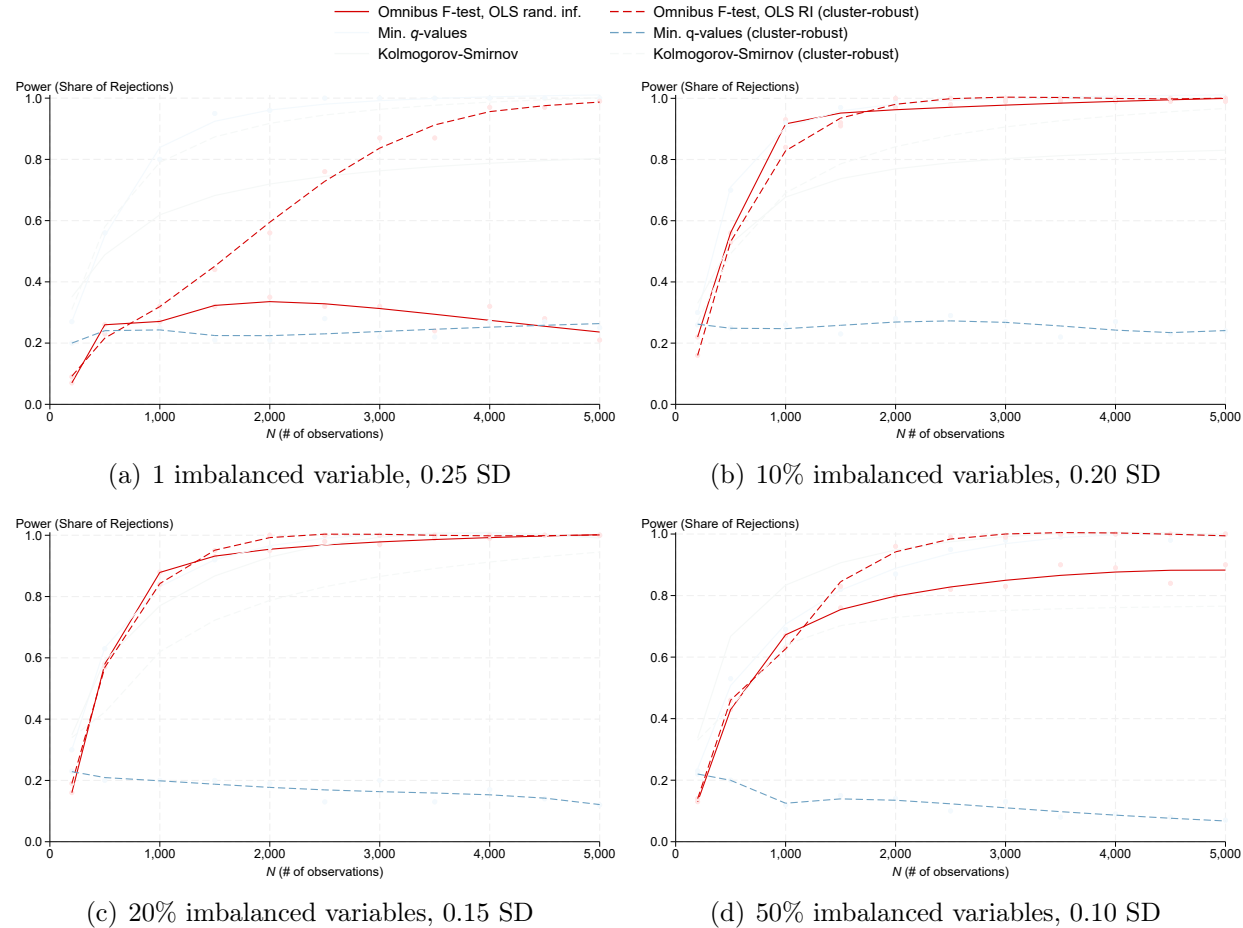 Omnibus F-test, OLS rand. inf.
Omnibus F-test, OLS RI (cluster-robust)
Min. q-values
Min. q-values (cluster-robust)
Kolmogorov-Smirnov
Kolmogorov-Smirnov (cluster-robust)
Power (Share of Rejections)
1.0
0.8
0.6
0.4
0.2
0.0
0
1,000
2,000
3,000
4,000
5,000
N (# of observations)
(a) 1 imbalanced variable, 0.25 SD
Power (Share of Rejections)
1.0
0.8
0.6
0.4
0.2
0.0
0
1,000
2,000
3,000
4,000
5,000
N # of observations
(b) 10% imbalanced variables, 0.20 SD
Power (Share of Rejections)
1.0
0.8
0.6
0.4
0.2
0.0
0
1,000
2,000
3,000
4,000
5,000
N (# of observations)
(c) 20% imbalanced variables, 0.15 SD
Power (Share of Rejections)
1.0
0.8
0.6
0.4
0.2
0.0
0
1,000
2,000
3,000
4,000
5,000
N (# of observations)
(d) 50% imbalanced variables, 0.10 SD